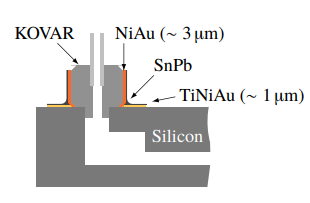 KOVAR
NiAu (~ 3 µm)
SnPb
TiNiAu (~ 1 µm)
Silicon